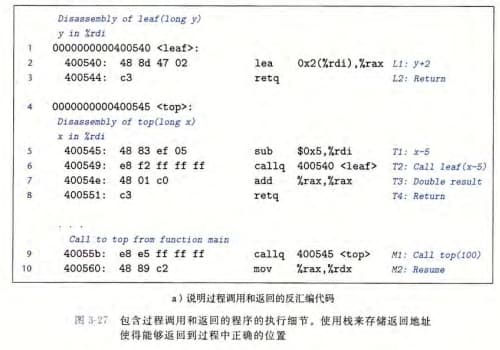 Disassembly of leaf(long y)
y in %rdi
1 0000000000400540 <leaf>:
2 400540: 48 8d 47 02 lea 0x2(%rdi),%rax L1: y+2
3 400544: c3 retq L2: Return
4 0000000000400545 <top>:
Disassembly of top(long x)
x in %rdi
5 400545: 48 83 ef 05 sub $0x5,%rdi T1: x-5
6 400549: e8 f2 ff ff ff callq 400540 <leaf> T2: Call leaf(x-5)
7 40054e: 48 01 c0 add %rax,%rax T3: Double result
8 400551: c3 retq T4: Return
. . .
Call to top from function main
9 40055b: e8 e5 ff ff ff callq 400545 <top> M1: Call top(100)
10 400560: 48 89 c2 mov %rax,%rdx M2: Resume
a）说明过程调用和返回的反汇编代码
图 3-27 包含过程调用和返回的程序的执行细节。使用栈来存储返回地址
使得能够返回到过程中正确的位置